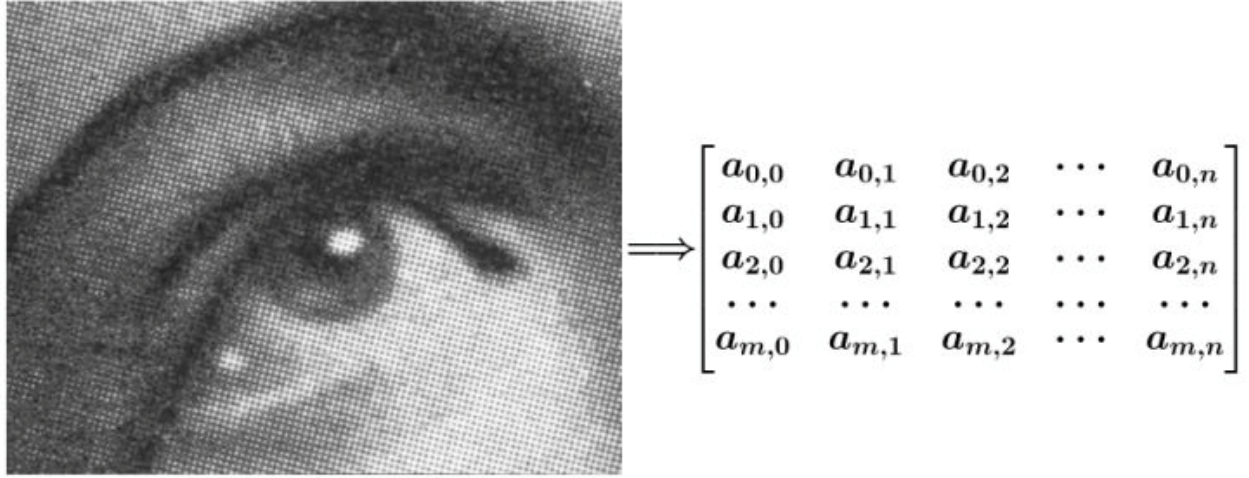 ⟹
a_{0,0} a_{0,1} a_{0,2} ··· a_{0,n}
a_{1,0} a_{1,1} a_{1,2} ··· a_{1,n}
a_{2,0} a_{2,1} a_{2,2} ··· a_{2,n}
··· ··· ··· ··· ···
a_{m,0} a_{m,1} a_{m,2} ··· a_{m,n}